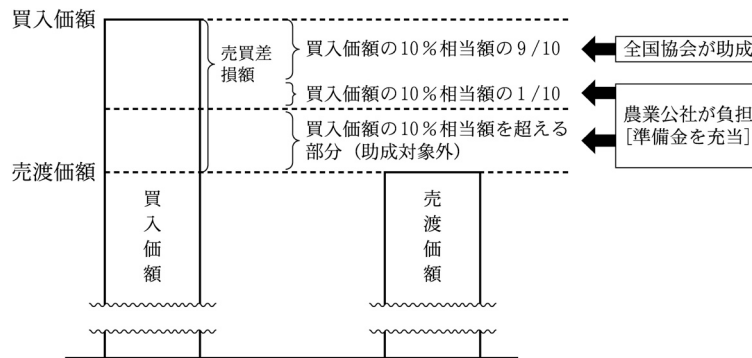 買入価額
売買差
損額
買入価額の10％相当額の9/10
全国協会が助成
買入価額の10％相当額の1/10
農業公社が負担
[準備金を充当]
買入価額の10％相当額を超える
部分（助成対象外）
売渡価額
買入価額
売渡価額